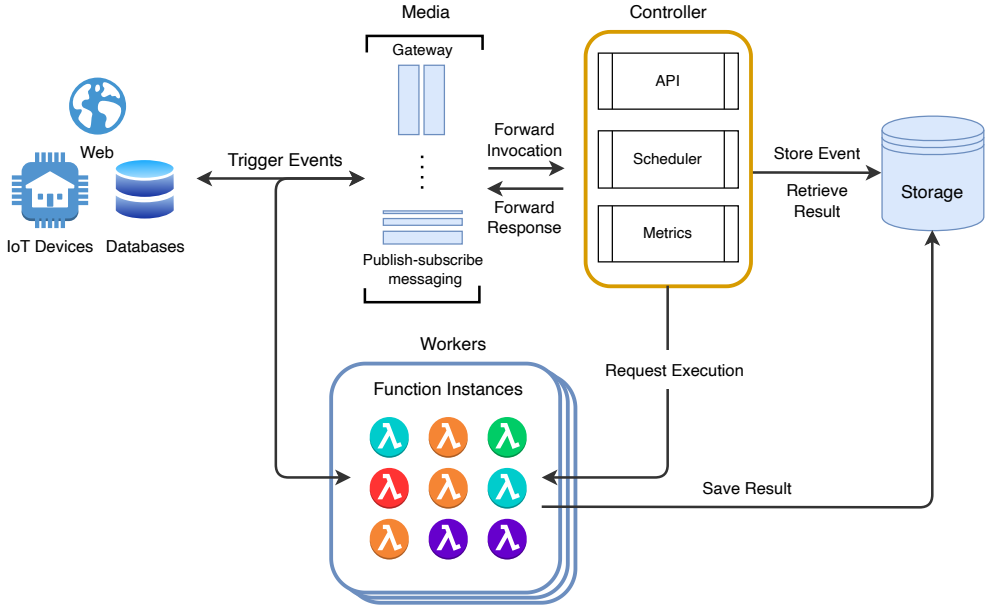 Media
Controller
Gateway
API
Web
Trigger Events
Forward
Invocation
Scheduler
Store Event
Retrieve
Result
Storage
IoT Devices
Databases
Forward
Response
Metrics
Publish-subscribe
messaging
Workers
Request Execution
Function Instances
λ λ λ
λ λ λ
λ λ λ
Save Result